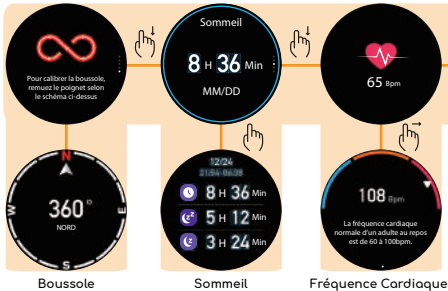 Pour calibrer la boussole,
remuez le poignet selon
le schéma ci-dessus
Sommeil
8 H 36 Min
MM/DD
65 Bpm
N
W
E
S
360°
NORD
12/24
21:54-06:38
8 H 36 Min
5 H 12 Min
3 H 24 Min
108 Bpm
La fréquence cardiaque
normale d'un adulte au repos
est de 60 à 100bpm.
Boussole
Sommeil
Fréquence Cardiaque